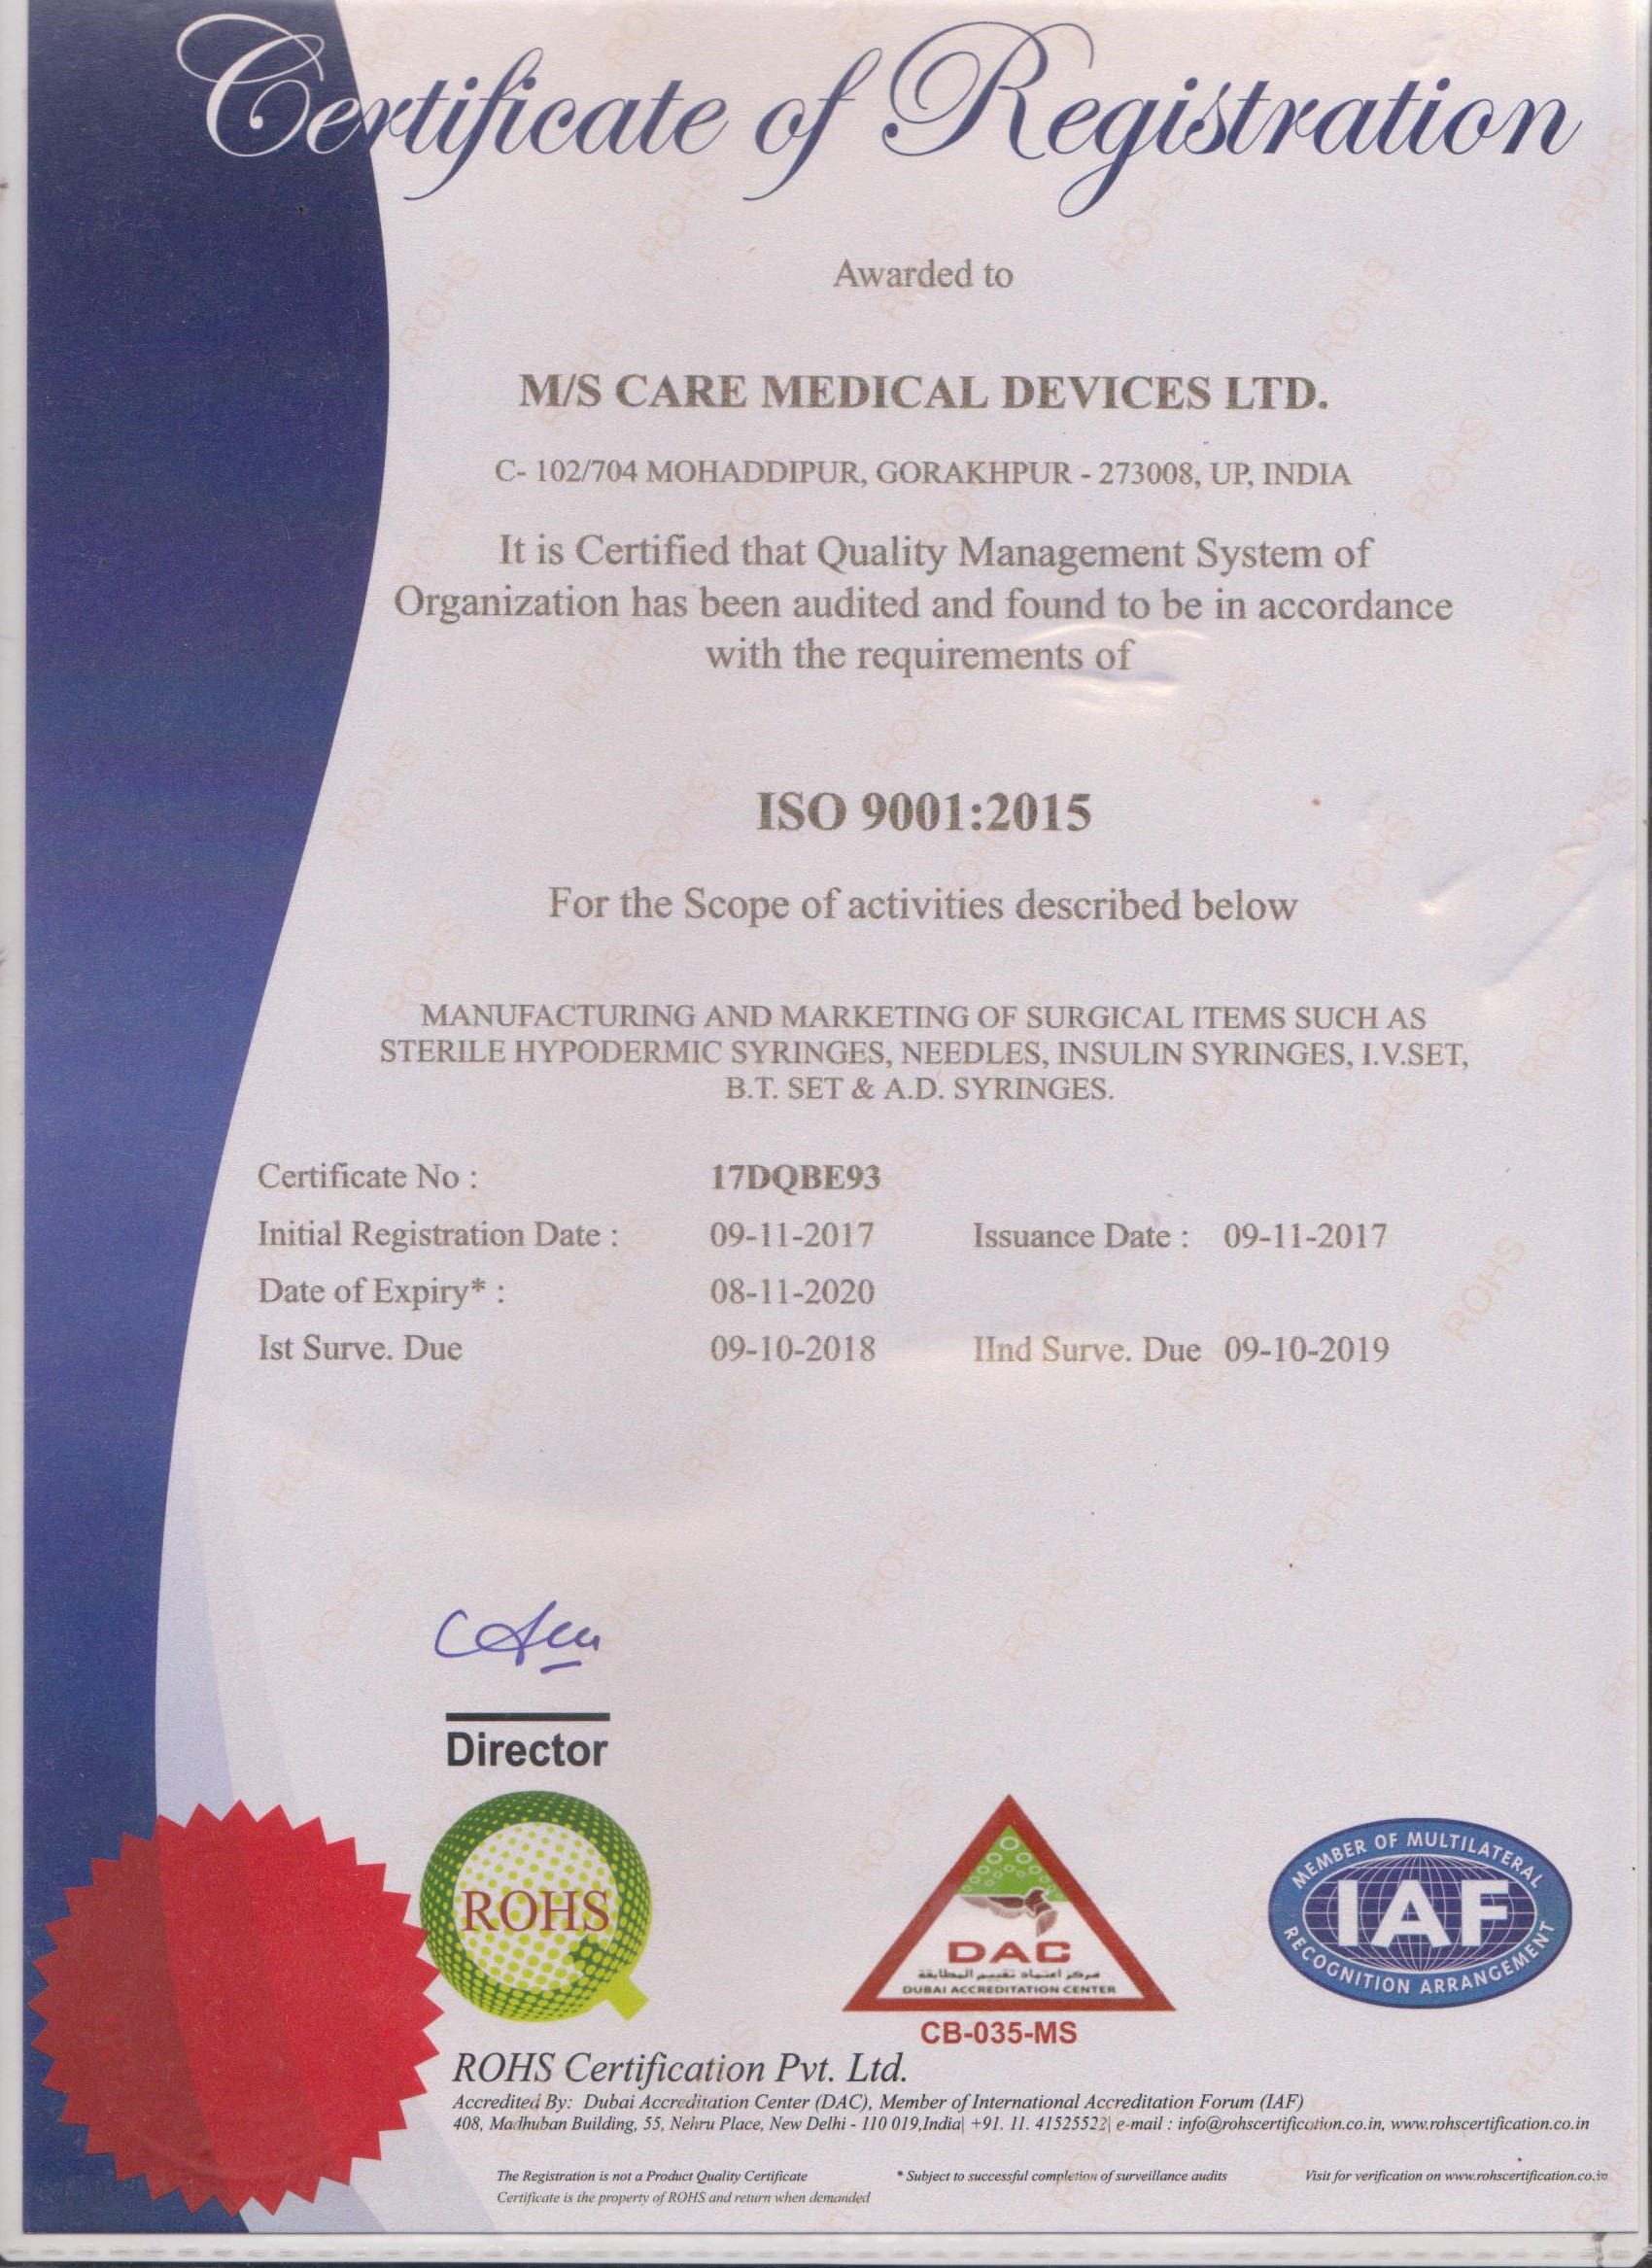 Certificate of Registration
Awarded to
M/S CARE MEDICAL DEVICES LTD.
C- 102/704 MOHADDIPUR, GORAKHPUR - 273008, UP, INDIA
It is Certified that Quality Management System of
Organization has been audited and found to be in accordance
with the requirements of
ISO 9001:2015
For the Scope of activities described below
MANUFACTURING AND MARKETING OF SURGICAL ITEMS SUCH AS
STERILE HYPODERMIC SYRINGES, NEEDLES, INSULIN SYRINGES, I.V.SET,
B.T. SET & A.D. SYRINGES.
Certificate No : 17DQBE93
Initial Registration Date : 09-11-2017 Issuance Date : 09-11-2017
Date of Expiry* : 08-11-2020
Ist Surve. Due 09-10-2018 IInd Surve. Due 09-10-2019
Director
ROHS
DAC
مركز اعتماد تقييم المطابقة
DUBAI ACCREDITATION CENTER
CB-035-MS
MEMBER OF MULTILATERAL
IAF
RECOGNITION ARRANGEMENT
ROHS Certification Pvt. Ltd.
Accredited By: Dubai Accreditation Center (DAC), Member of International Accreditation Forum (IAF)
408, Madhuban Building, 55, Nehru Place, New Delhi - 110 019,India| +91. 11. 41525522| e-mail : info@rohscertification.co.in, www.rohscertification.co.in
The Registration is not a Product Quality Certificate * Subject to successful completion of surveillance audits Visit for verification on www.rohscertification.co.in
Certificate is the property of ROHS and return when demanded